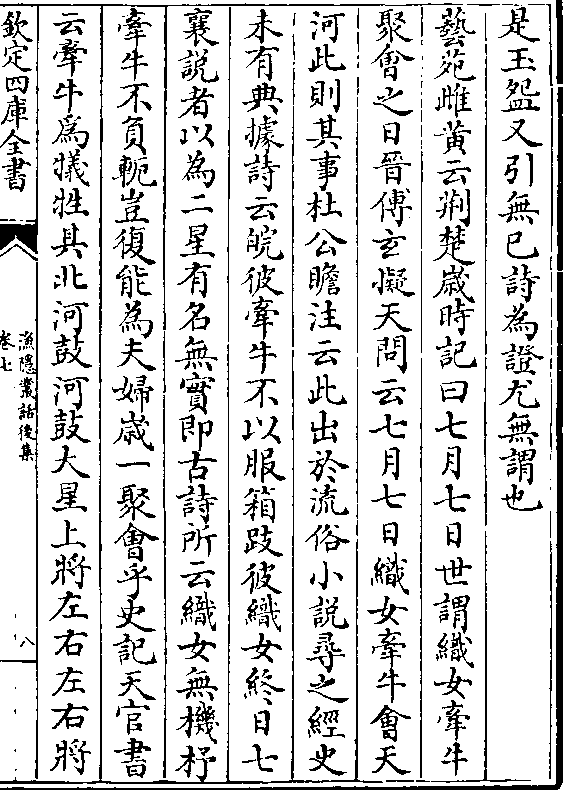 是玉盌又引無已詩為證尤無謂也
藝苑雌黄云荆楚歳時記曰七月七日世謂織女牽牛
聚會之日晉傅玄擬天問云七月七日織女牽牛會天
河此則其事杜公瞻注云此出於流俗小説尋之經史
未有典據詩云皖彼牽牛不以服箱跂彼織女終日七
襄説者以為二星有名無實即古詩所云織女無機杼
牽牛不負軛豈復能為夫婦歳一聚會乎史記天官書
云牽牛為犧牲其北河鼓河鼓大星上將左右左右將
欽定四庫全書
漁隠叢話後集
卷七
八